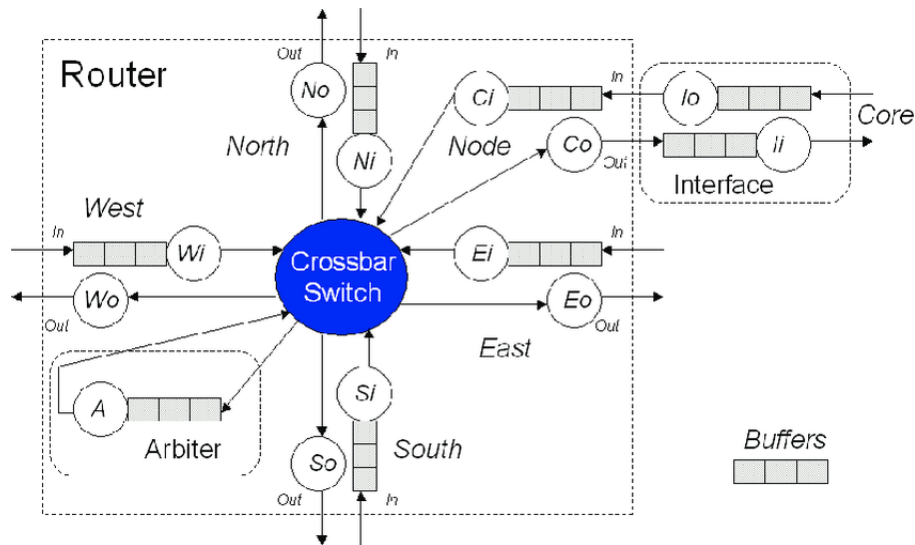 Out
In
Router
No
Ci
In
Io
Core
North
Ni
Node
Co
Out
Ii
Interface
West
In
Wi
Crossbar
Switch
Ei
In
Wo
Out
Eo
Out
East
A
Arbiter
Si
So
South
Out
In
Buffers